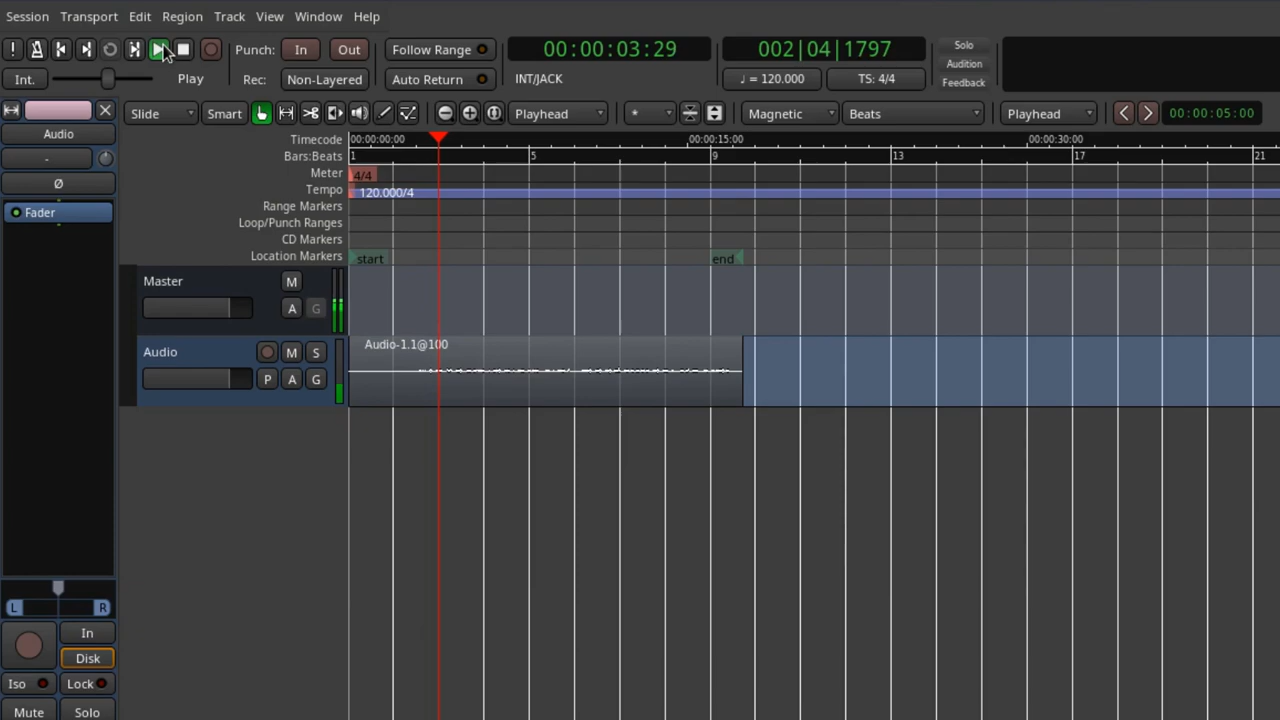 Session Transport Edit Region Track View Window Help
Punch: In Out Follow Range 00:00:03:29 002|04|1797 Solo
Audition
Int. Play Rec: Non-Layered Auto Return INT/JACK ♩ = 120.000 TS: 4/4 Feedback
Slide Smart Playhead * Magnetic Beats Playhead 00:00:05:00
Audio
-
Ø
Fader
Timecode 00:00:00:00 00:00:15:00 00:00:30:00
Bars:Beats 1 5 9 13 17 21
Meter 4/4
Tempo 120.000/4
Range Markers
Loop/Punch Ranges
CD Markers
Location Markers start end
Master M
A G
Audio M S
P A G
Audio-1.1@100
L R
In
Disk
Iso Lock
Mute Solo